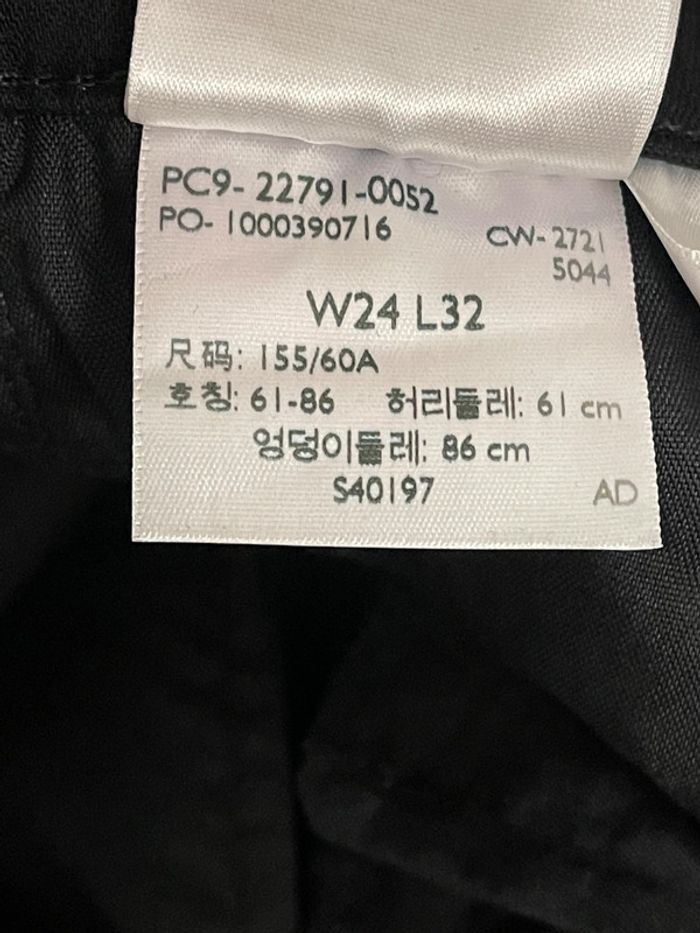 PC9- 22791-0052
PO- 1000390716
CW- 2721
5044
W24 L32
尺码: 155/60A
호칭: 61-86 허리둘레: 61 cm
엉덩이둘레: 86 cm
S40197 AD